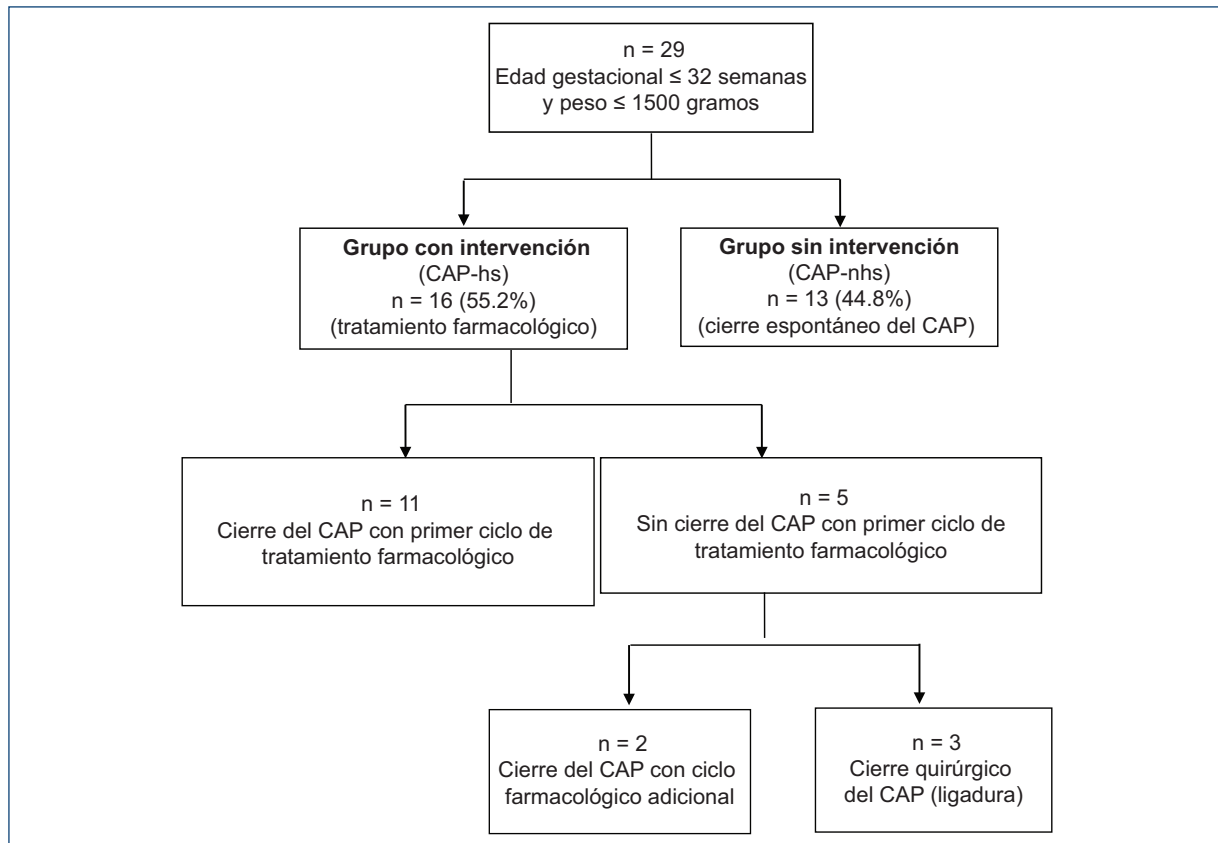 n = 29
Edad gestacional ≤ 32 semanas
y peso ≤ 1500 gramos
Grupo con intervención
(CAP-hs)
n = 16 (55.2%)
(tratamiento farmacológico)
Grupo sin intervención
(CAP-nhs)
n = 13 (44.8%)
(cierre espontáneo del CAP)
n = 11
Cierre del CAP con primer ciclo de
tratamiento farmacológico
n = 5
Sin cierre del CAP con primer ciclo de
tratamiento farmacológico
n = 2
Cierre del CAP con ciclo
farmacológico adicional
n = 3
Cierre quirúrgico
del CAP (ligadura)